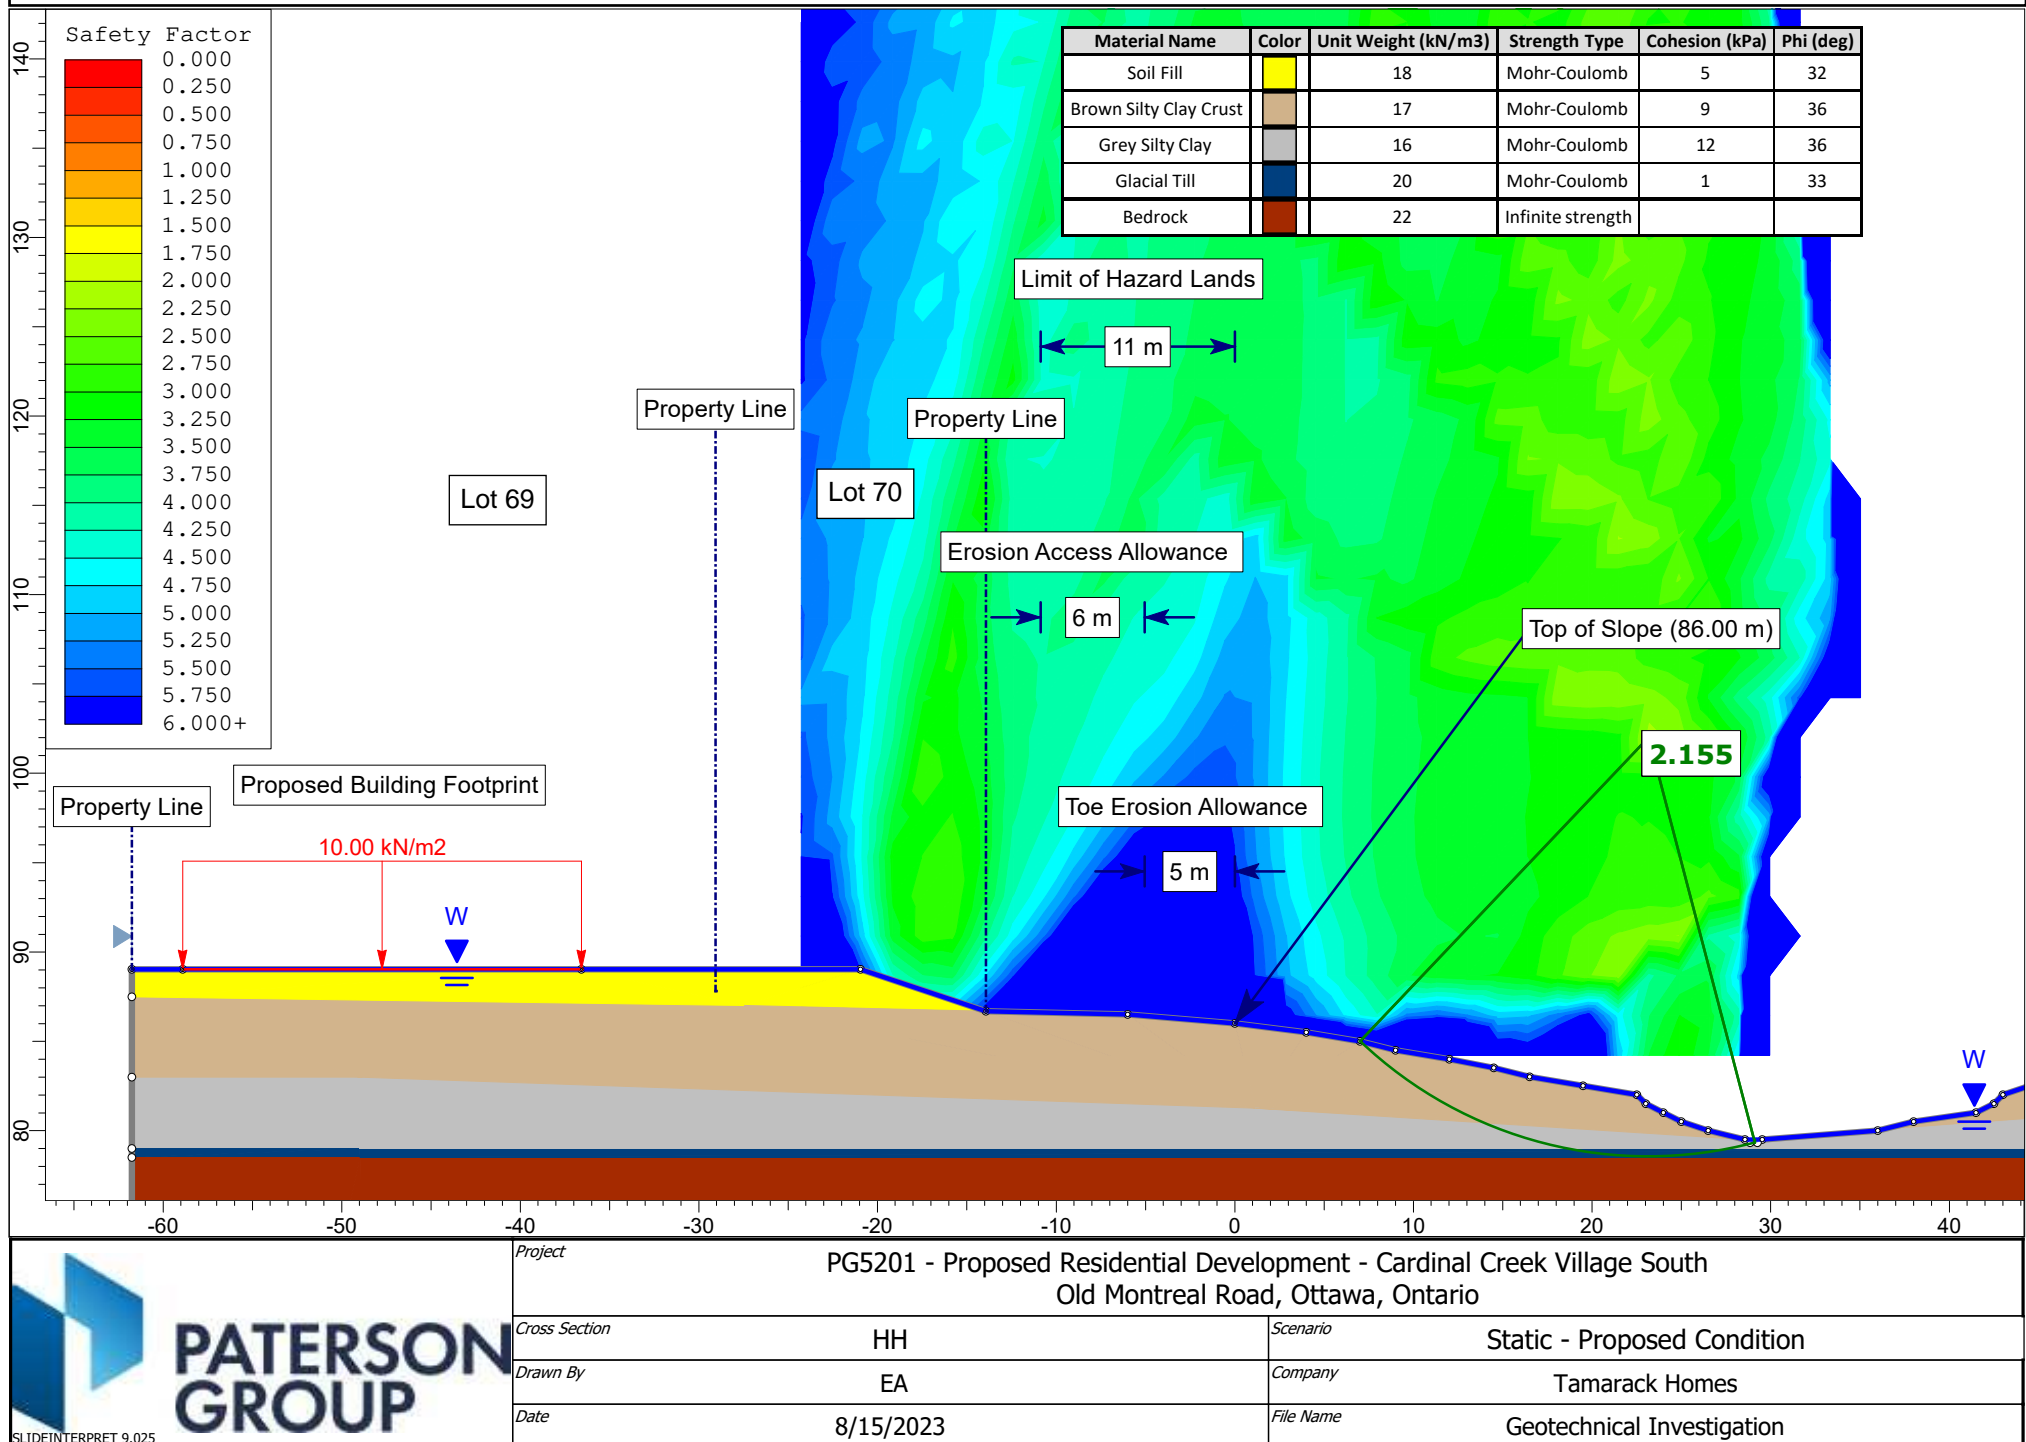 Safety Factor
0.000
0.250
0.500
0.750
1.000
1.250
1.500
1.750
2.000
2.250
2.500
2.750
3.000
3.250
3.500
3.750
4.000
4.250
4.500
4.750
5.000
5.250
5.500
5.750
6.000+
Material Name Color Unit Weight (kN/m3) Strength Type Cohesion (kPa) Phi (deg)
Soil Fill 18 Mohr-Coulomb 5 32
Brown Silty Clay Crust 17 Mohr-Coulomb 9 36
Grey Silty Clay 16 Mohr-Coulomb 12 36
Glacial Till 20 Mohr-Coulomb 1 33
Bedrock 22 Infinite strength
Limit of Hazard Lands
11 m
Property Line
Property Line
Lot 69
Lot 70
Erosion Access Allowance
6 m
Top of Slope (86.00 m)
2.155
Proposed Building Footprint
Property Line
Toe Erosion Allowance
10.00 kN/m2
5 m
W
W
140
130
120
110
100
90
80
-60 -50 -40 -30 -20 -10 0 10 20 30 40
PATERSON
GROUP
SLIDEINTERPRET 9.025
Project
PG5201 - Proposed Residential Development - Cardinal Creek Village South
Old Montreal Road, Ottawa, Ontario
Cross Section HH Scenario Static - Proposed Condition
Drawn By EA Company Tamarack Homes
Date 8/15/2023 File Name Geotechnical Investigation